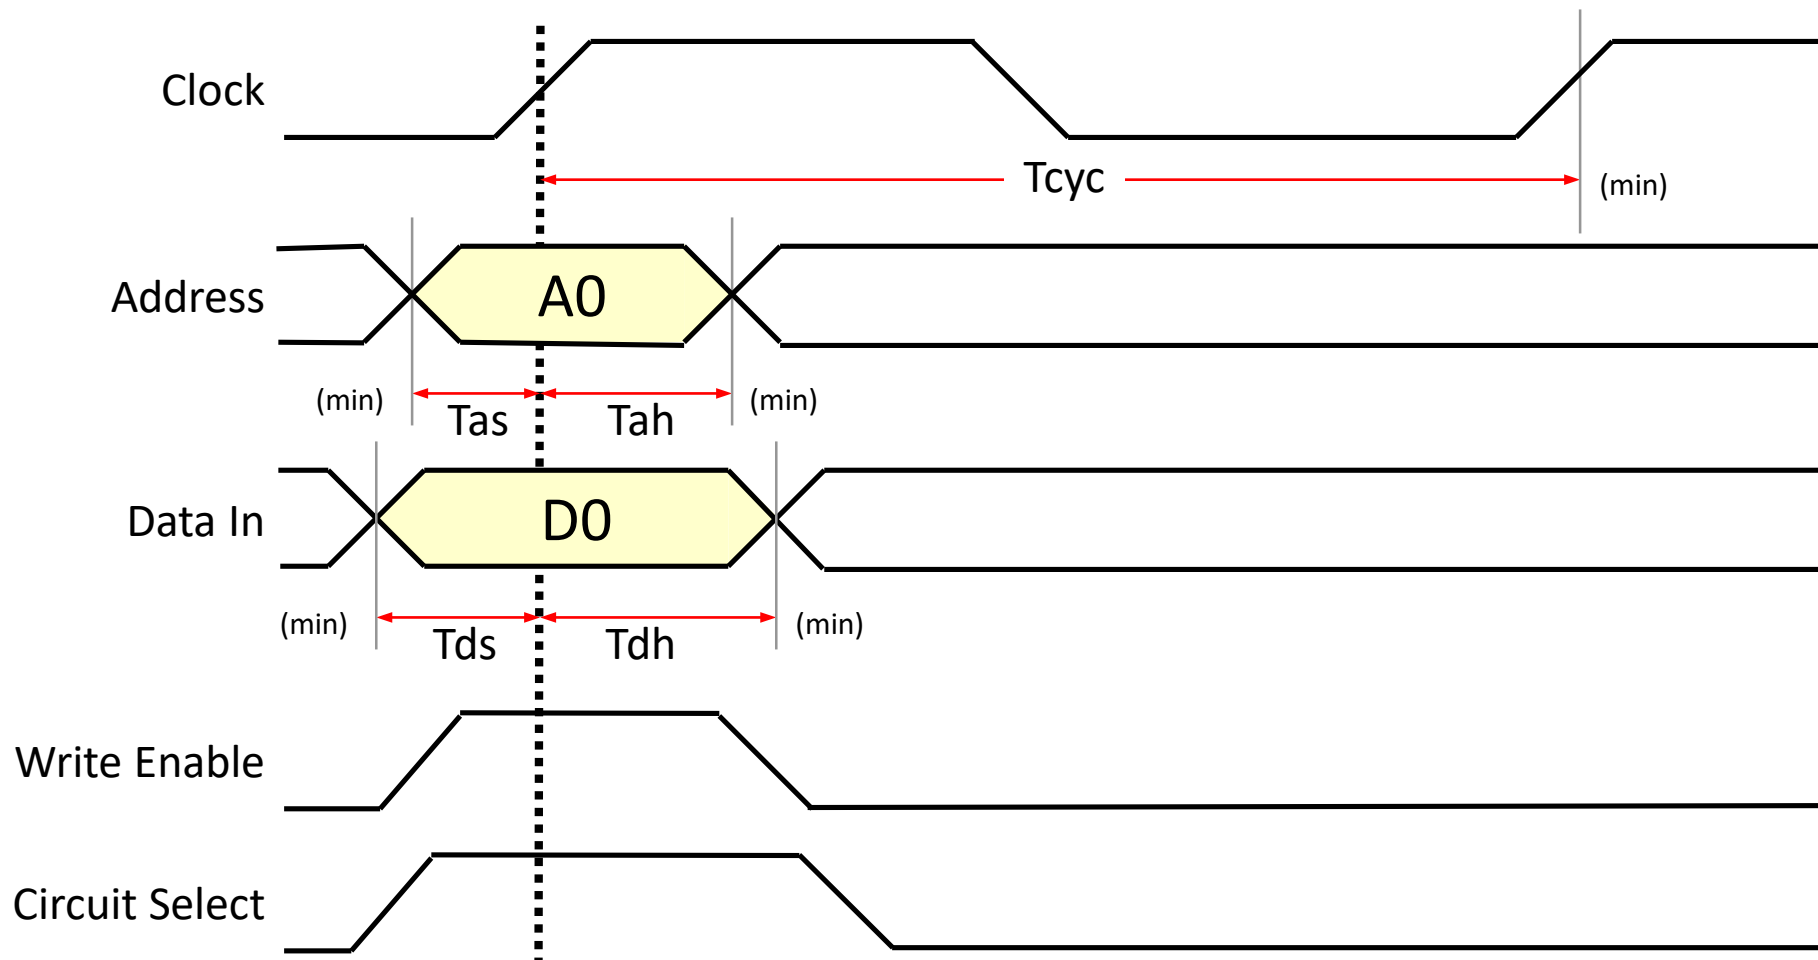 Clock
Tcyc
(min)
Address
A0
(min)
Tas
Tah
(min)
Data In
D0
(min)
Tds
Tdh
(min)
Write Enable
Circuit Select